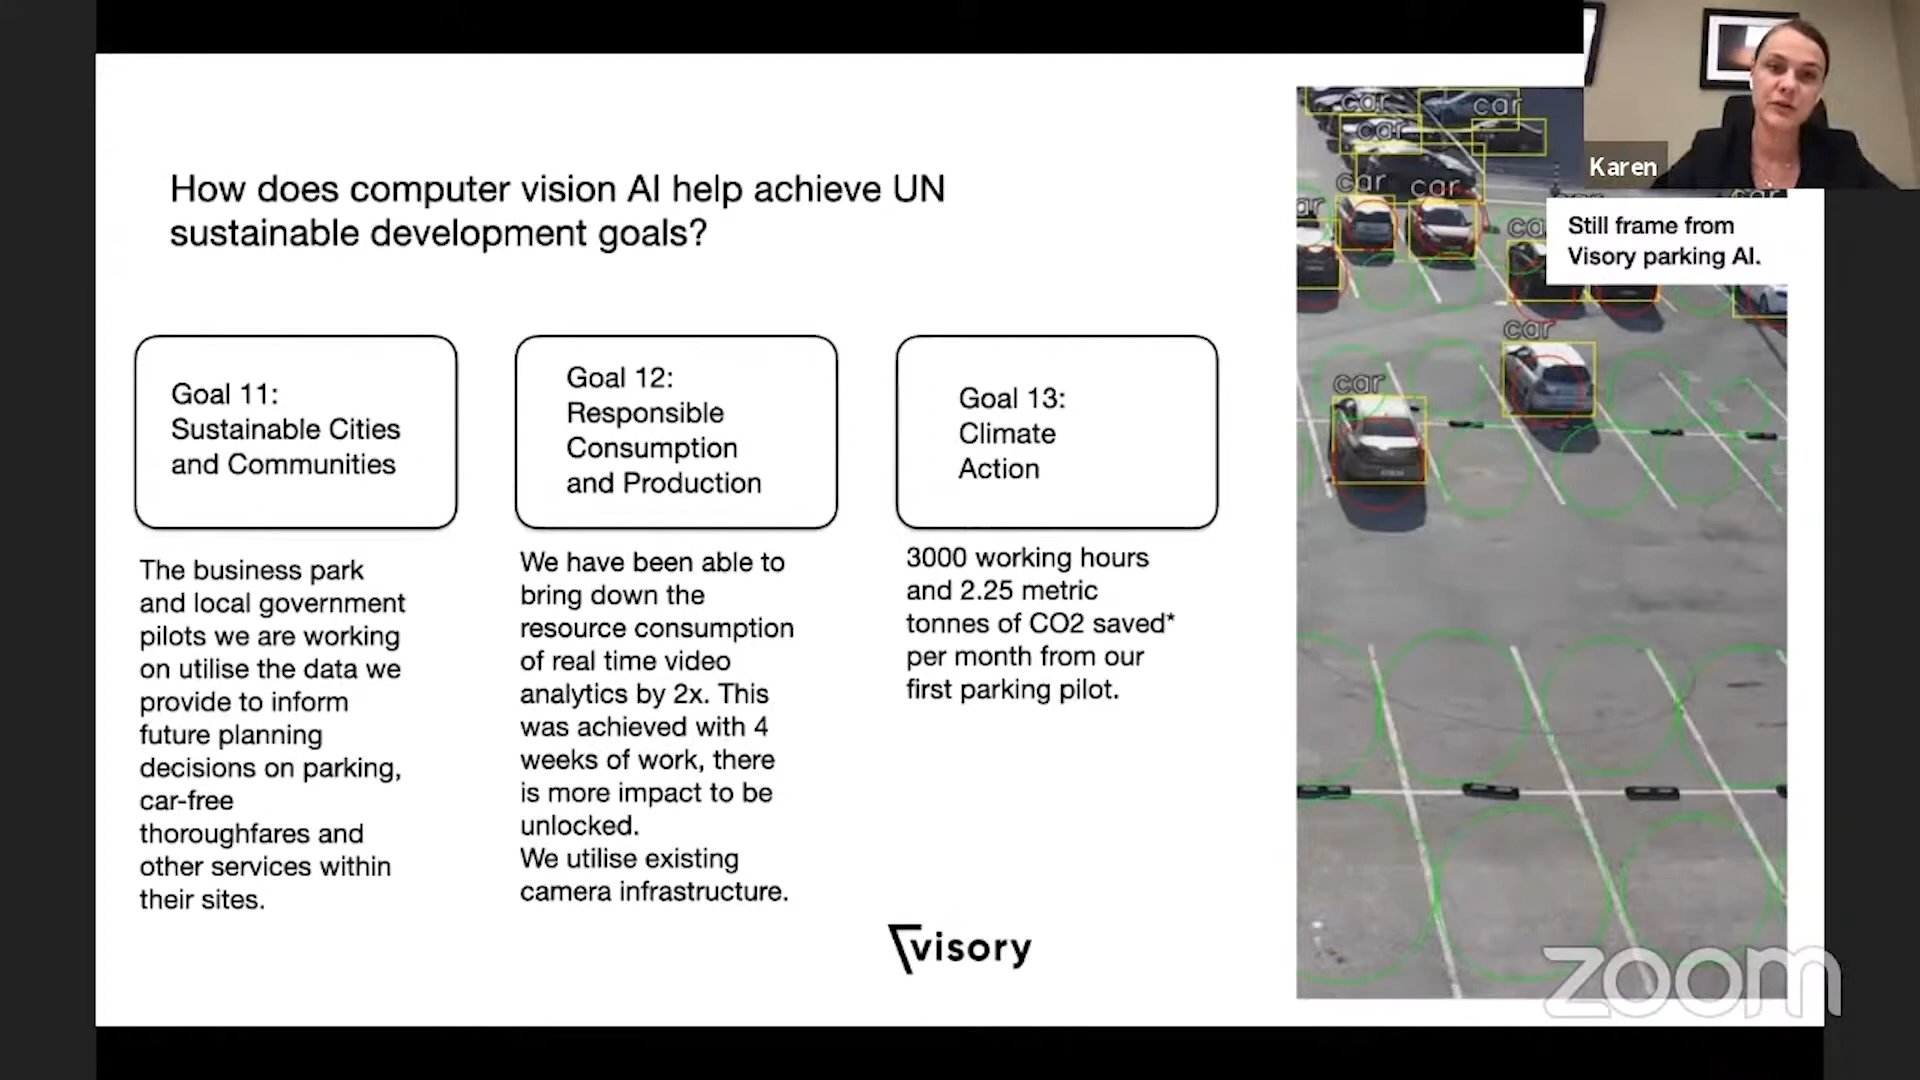 How does computer vision AI help achieve UN
sustainable development goals?
Goal 11:
Sustainable Cities
and Communities
The business park
and local government
pilots we are working
on utilise the data we
provide to inform
future planning
decisions on parking,
car-free
thoroughfares and
other services within
their sites.
Goal 12:
Responsible
Consumption
and Production
We have been able to
bring down the
resource consumption
of real time video
analytics by 2x. This
was achieved with 4
weeks of work, there
is more impact to be
unlocked.
We utilise existing
camera infrastructure.
Goal 13:
Climate
Action
3000 working hours
and 2.25 metric
tonnes of CO2 saved*
per month from our
first parking pilot.
visory
Karen
Still frame from
Visory parking AI.
car
car
car
car
car
car
car
zoom